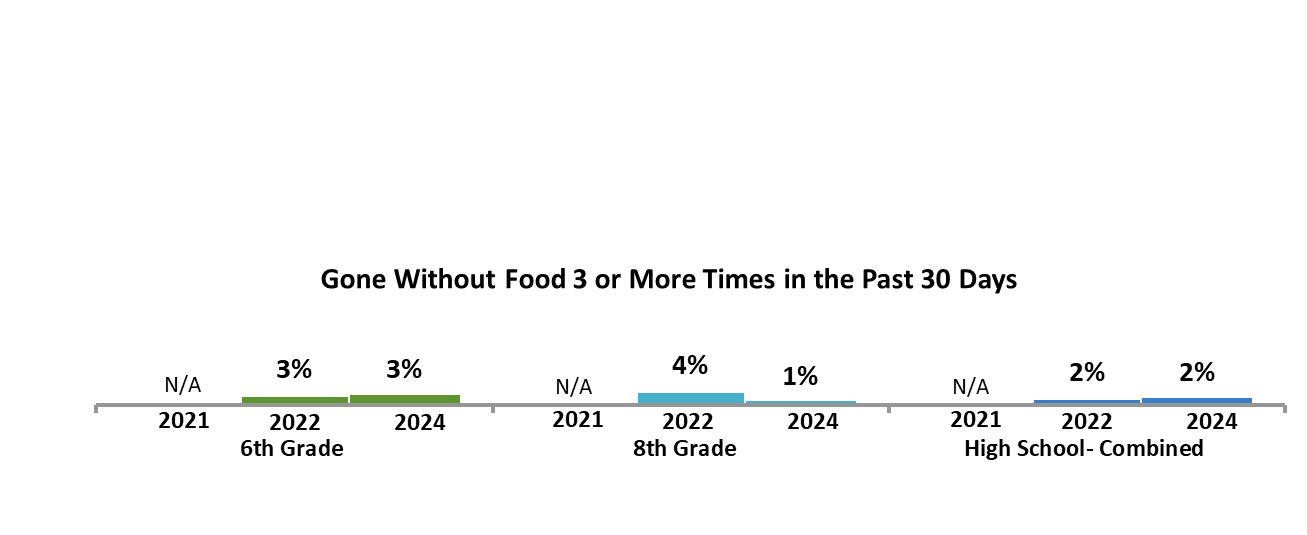 Gone Without Food 3 or More Times in the Past 30 Days
N/A 3% 3% N/A 4% 1% N/A 2% 2%
2021 2022 2024 2021 2022 2024 2021 2022 2024
6th Grade 8th Grade High School- Combined